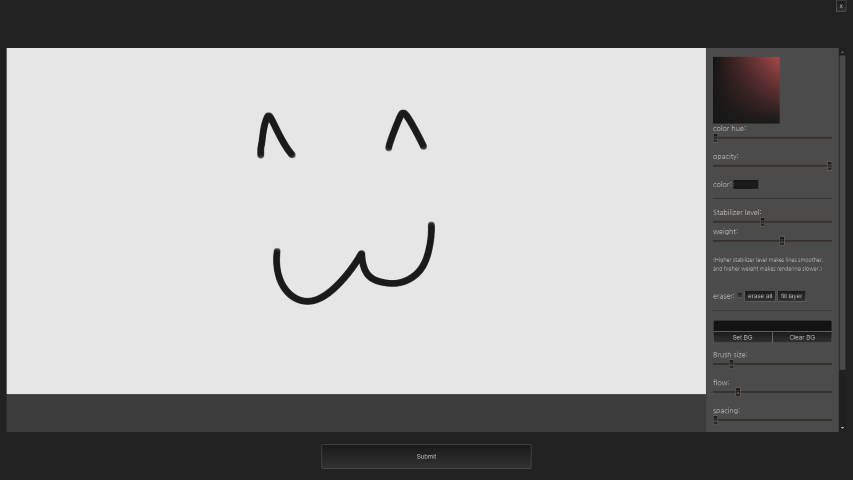 x
color hue:
opacity:
color:
Stabilizer level:
weight:
(Higher stabilizer level makes lines smoother,
and higher weight makes rendering slower.)
eraser: erase all fill layer
Set BG Clear BG
Brush size:
flow:
spacing:
Submit